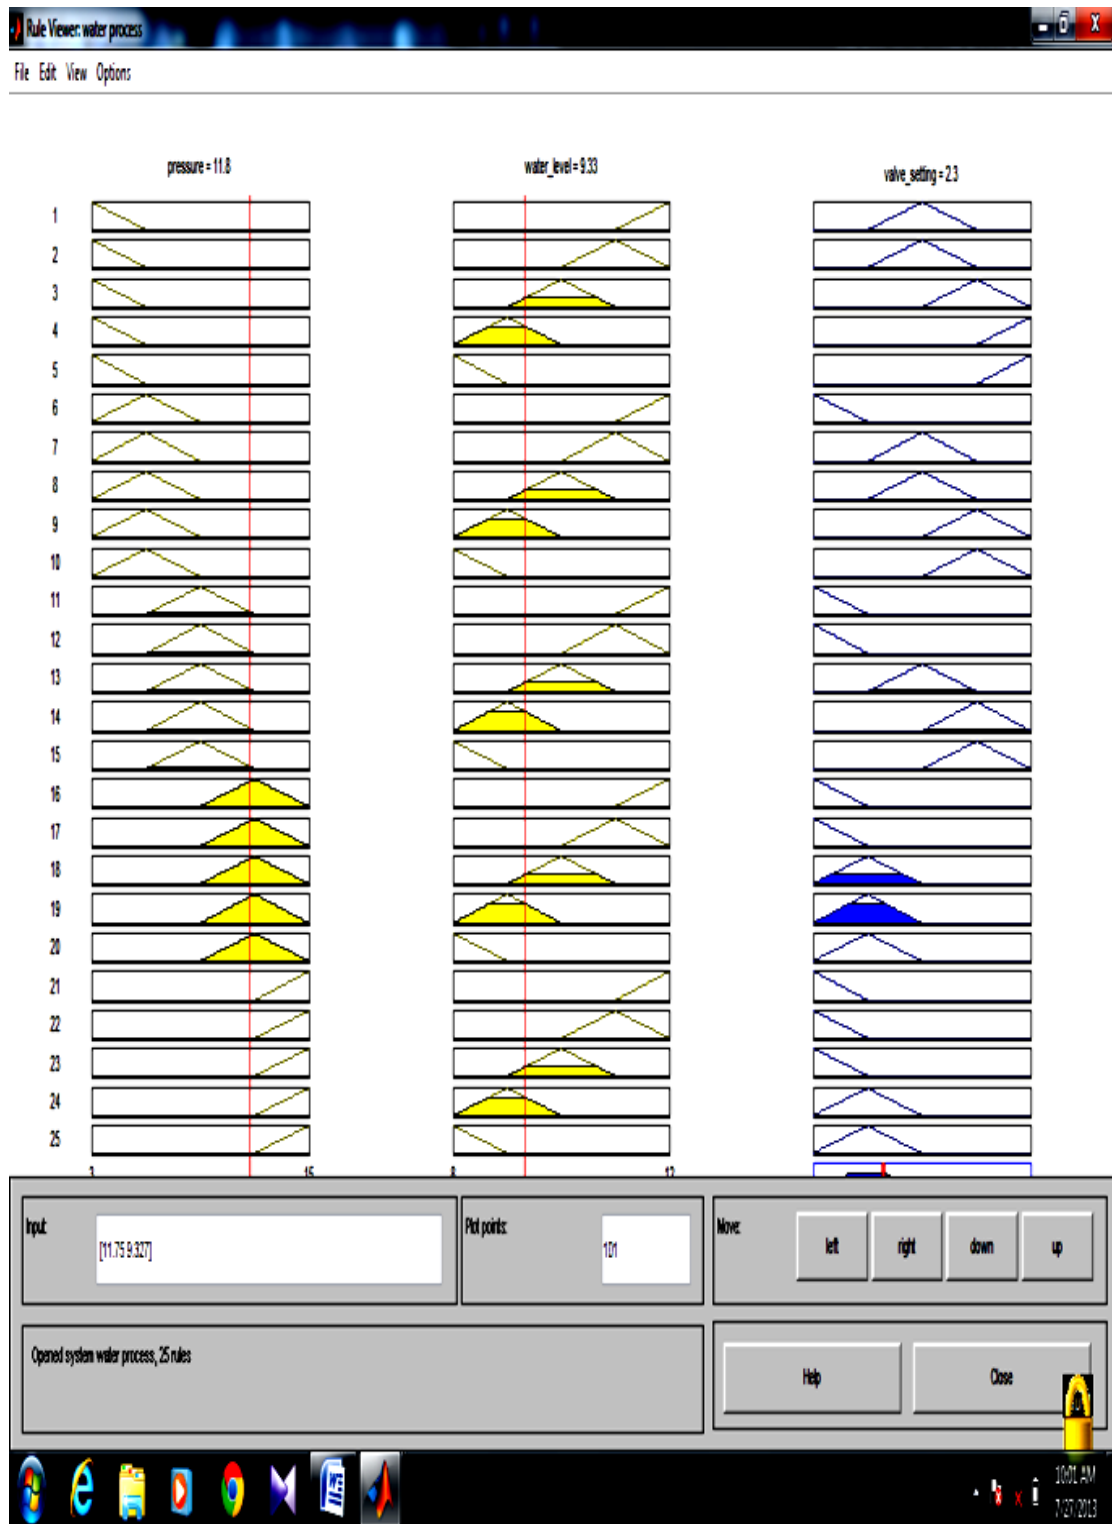 Rule Viewer: water process
File Edit View Options
pressure = 11.8
water_level = 9.33
valve_setting = 2.3
1
2
3
4
5
6
7
8
9
10
11
12
13
14
15
16
17
18
19
20
21
22
23
24
25
3 15 8 12
Input:
[11.75 9.327]
Plot points:
101
Move:
left right down up
Opened system water process, 25 rules
Help Close
10:01 AM
7/27/2013